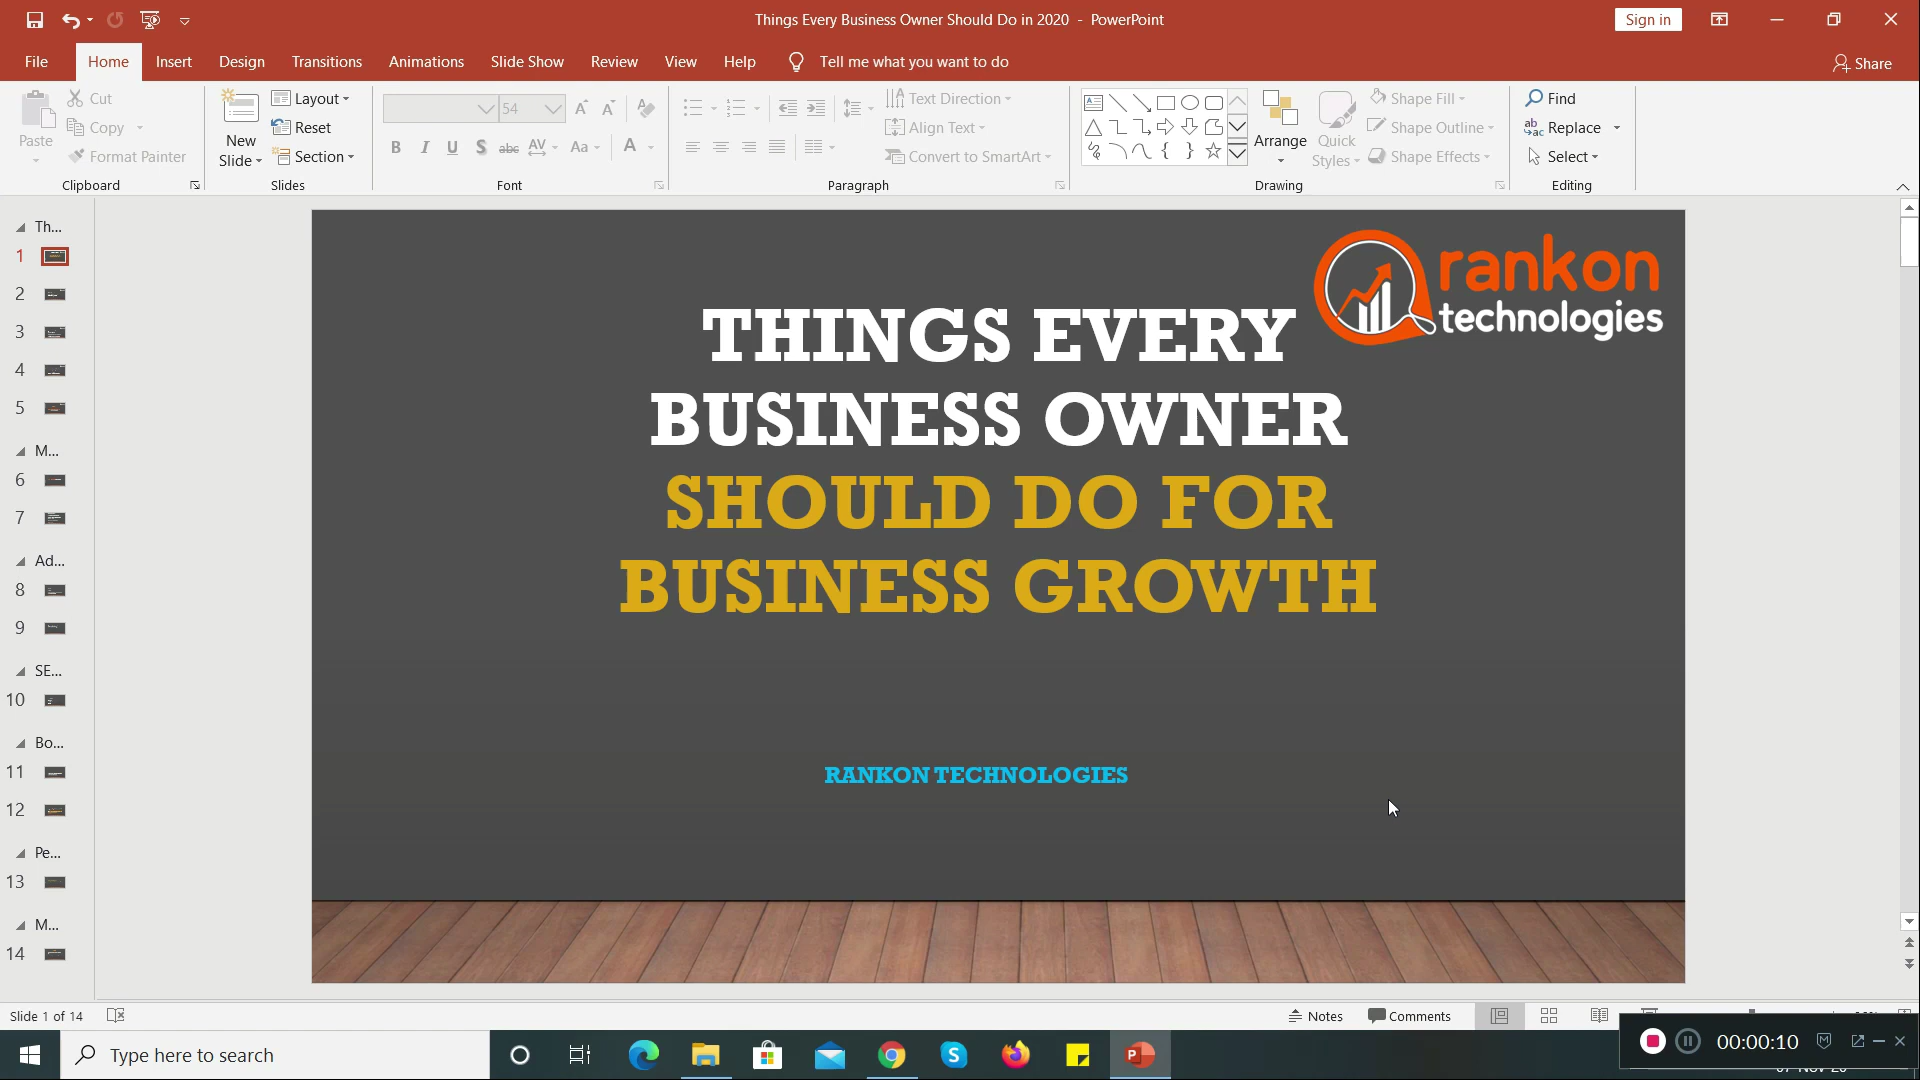 Things Every Business Owner Should Do in 2020 - PowerPoint
Sign in
File Home Insert Design Transitions Animations Slide Show Review View Help Tell me what you want to do
Share
Paste
Cut
Copy
Format Painter
Clipboard
New
Slide
Layout
Reset
Section
Slides
54
B I U S abc AV Aa A
Font
Text Direction
Align Text
Convert to SmartArt
Paragraph
Arrange
Quick
Styles
Shape Fill
Shape Outline
Shape Effects
Drawing
Find
Replace
Select
Editing
Th...
1
2
3
4
5
M...
6
7
Ad...
8
9
SE...
10
Bo...
11
12
Pe...
13
M...
14
rankon
technologies
THINGS EVERY
BUSINESS OWNER
SHOULD DO FOR
BUSINESS GROWTH
RANKON TECHNOLOGIES
Slide 1 of 14
Notes
Comments
Type here to search
00:00:10